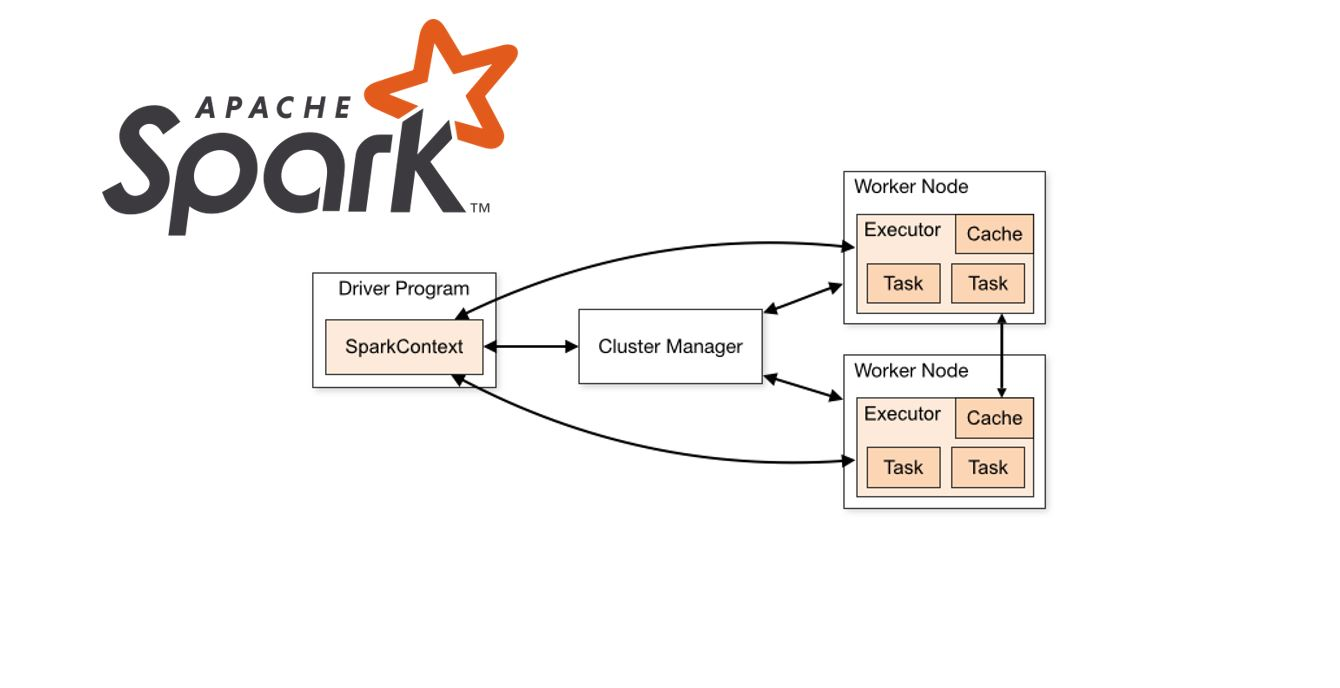 APACHE
Spark™
Driver Program
SparkContext
Cluster Manager
Worker Node
Executor
Cache
Task
Task
Worker Node
Executor
Cache
Task
Task